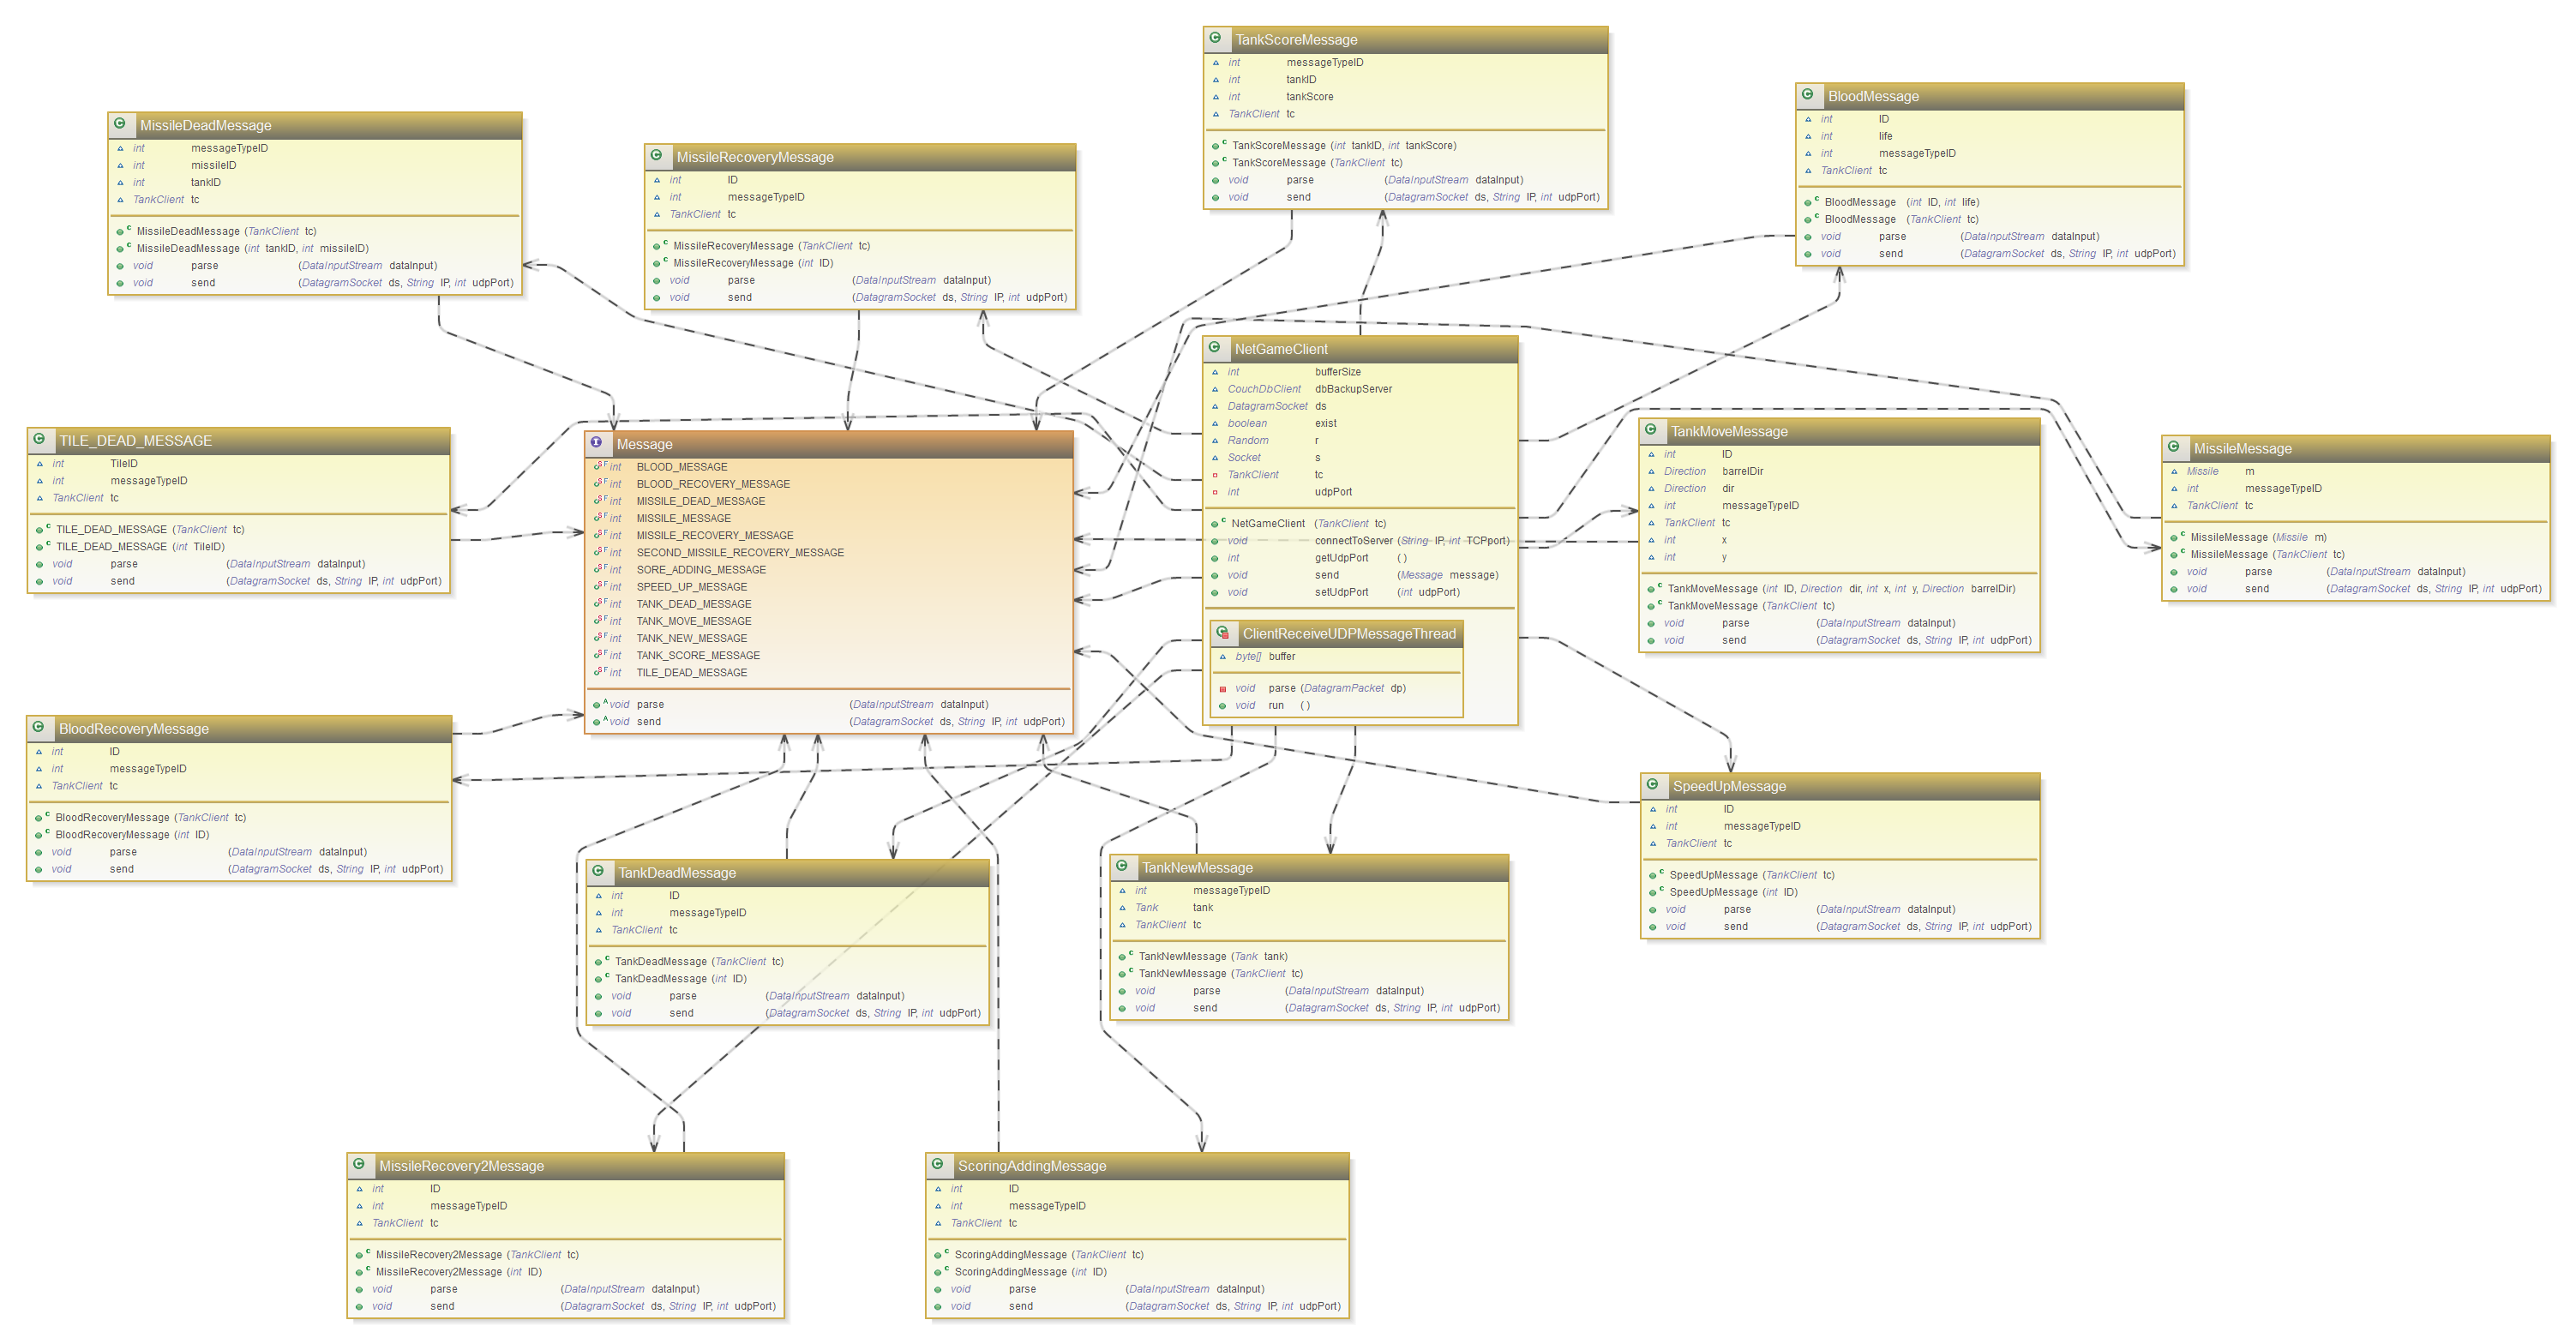 TankScoreMessage
int messageTypeID
int tankID
int tankScore
TankClient tc
TankScoreMessage (int tankID, int tankScore)
TankScoreMessage (TankClient tc)
void parse (DataInputStream dataInput)
void send (DatagramSocket ds, String IP, int udpPort)
BloodMessage
int ID
int life
int messageTypeID
TankClient tc
BloodMessage (int ID, int life)
BloodMessage (TankClient tc)
void parse (DataInputStream dataInput)
void send (DatagramSocket ds, String IP, int udpPort)
MissileDeadMessage
int messageTypeID
int missileID
int tankID
TankClient tc
MissileDeadMessage (TankClient tc)
MissileDeadMessage (int tankID, int missileID)
void parse (DataInputStream dataInput)
void send (DatagramSocket ds, String IP, int udpPort)
MissileRecoveryMessage
int ID
int messageTypeID
TankClient tc
MissileRecoveryMessage (TankClient tc)
MissileRecoveryMessage (int ID)
void parse (DataInputStream dataInput)
void send (DatagramSocket ds, String IP, int udpPort)
NetGameClient
int bufferSize
CouchDbClient dbBackupServer
DatagramSocket ds
boolean exist
Random r
Socket s
TankClient tc
int udpPort
NetGameClient (TankClient tc)
void connectToServer (String IP, int TCPport)
int getUdpPort ( )
void send (Message message)
void setUdpPort (int udpPort)
ClientReceiveUDPMessageThread
byte[] buffer
void parse (DatagramPacket dp)
void run ( )
TankMoveMessage
int ID
Direction barrelDir
Direction dir
int messageTypeID
TankClient tc
int x
int y
TankMoveMessage (int ID, Direction dir, int x, int y, Direction barrelDir)
TankMoveMessage (TankClient tc)
void parse (DataInputStream dataInput)
void send (DatagramSocket ds, String IP, int udpPort)
MissileMessage
Missile m
int messageTypeID
TankClient tc
MissileMessage (Missile m)
MissileMessage (TankClient tc)
void parse (DataInputStream dataInput)
void send (DatagramSocket ds, String IP, int udpPort)
TILE_DEAD_MESSAGE
int TileID
int messageTypeID
TankClient tc
TILE_DEAD_MESSAGE (TankClient tc)
TILE_DEAD_MESSAGE (int TileID)
void parse (DataInputStream dataInput)
void send (DatagramSocket ds, String IP, int udpPort)
Message
int BLOOD_MESSAGE
int BLOOD_RECOVERY_MESSAGE
int MISSILE_DEAD_MESSAGE
int MISSILE_MESSAGE
int MISSILE_RECOVERY_MESSAGE
int SECOND_MISSILE_RECOVERY_MESSAGE
int SORE_ADDING_MESSAGE
int SPEED_UP_MESSAGE
int TANK_DEAD_MESSAGE
int TANK_MOVE_MESSAGE
int TANK_NEW_MESSAGE
int TANK_SCORE_MESSAGE
int TILE_DEAD_MESSAGE
void parse (DataInputStream dataInput)
void send (DatagramSocket ds, String IP, int udpPort)
BloodRecoveryMessage
int ID
int messageTypeID
TankClient tc
BloodRecoveryMessage (TankClient tc)
BloodRecoveryMessage (int ID)
void parse (DataInputStream dataInput)
void send (DatagramSocket ds, String IP, int udpPort)
SpeedUpMessage
int ID
int messageTypeID
TankClient tc
SpeedUpMessage (TankClient tc)
SpeedUpMessage (int ID)
void parse (DataInputStream dataInput)
void send (DatagramSocket ds, String IP, int udpPort)
TankDeadMessage
int ID
int messageTypeID
TankClient tc
TankDeadMessage (TankClient tc)
TankDeadMessage (int ID)
void parse (DataInputStream dataInput)
void send (DatagramSocket ds, String IP, int udpPort)
TankNewMessage
int messageTypeID
Tank tank
TankClient tc
TankNewMessage (Tank tank)
TankNewMessage (TankClient tc)
void parse (DataInputStream dataInput)
void send (DatagramSocket ds, String IP, int udpPort)
MissileRecovery2Message
int ID
int messageTypeID
TankClient tc
MissileRecovery2Message (TankClient tc)
MissileRecovery2Message (int ID)
void parse (DataInputStream dataInput)
void send (DatagramSocket ds, String IP, int udpPort)
ScoringAddingMessage
int ID
int messageTypeID
TankClient tc
ScoringAddingMessage (TankClient tc)
ScoringAddingMessage (int ID)
void parse (DataInputStream dataInput)
void send (DatagramSocket ds, String IP, int udpPort)